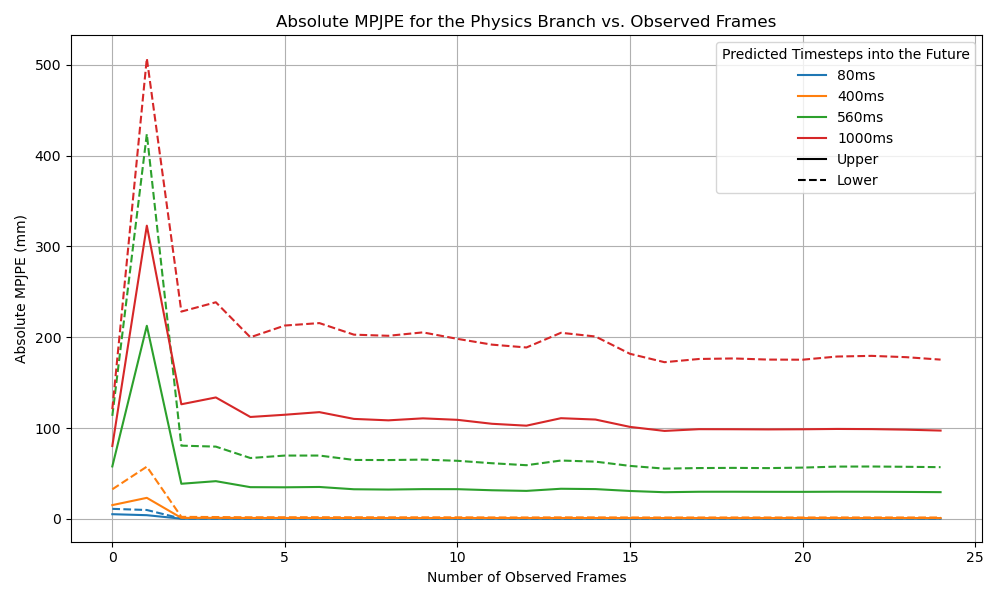 Absolute MPJPE for the Physics Branch vs. Observed Frames
Absolute MPJPE (mm)
500
400
300
200
100
0
Predicted Timesteps into the Future
80ms
400ms
560ms
1000ms
Upper
Lower
0 5 10 15 20 25
Number of Observed Frames